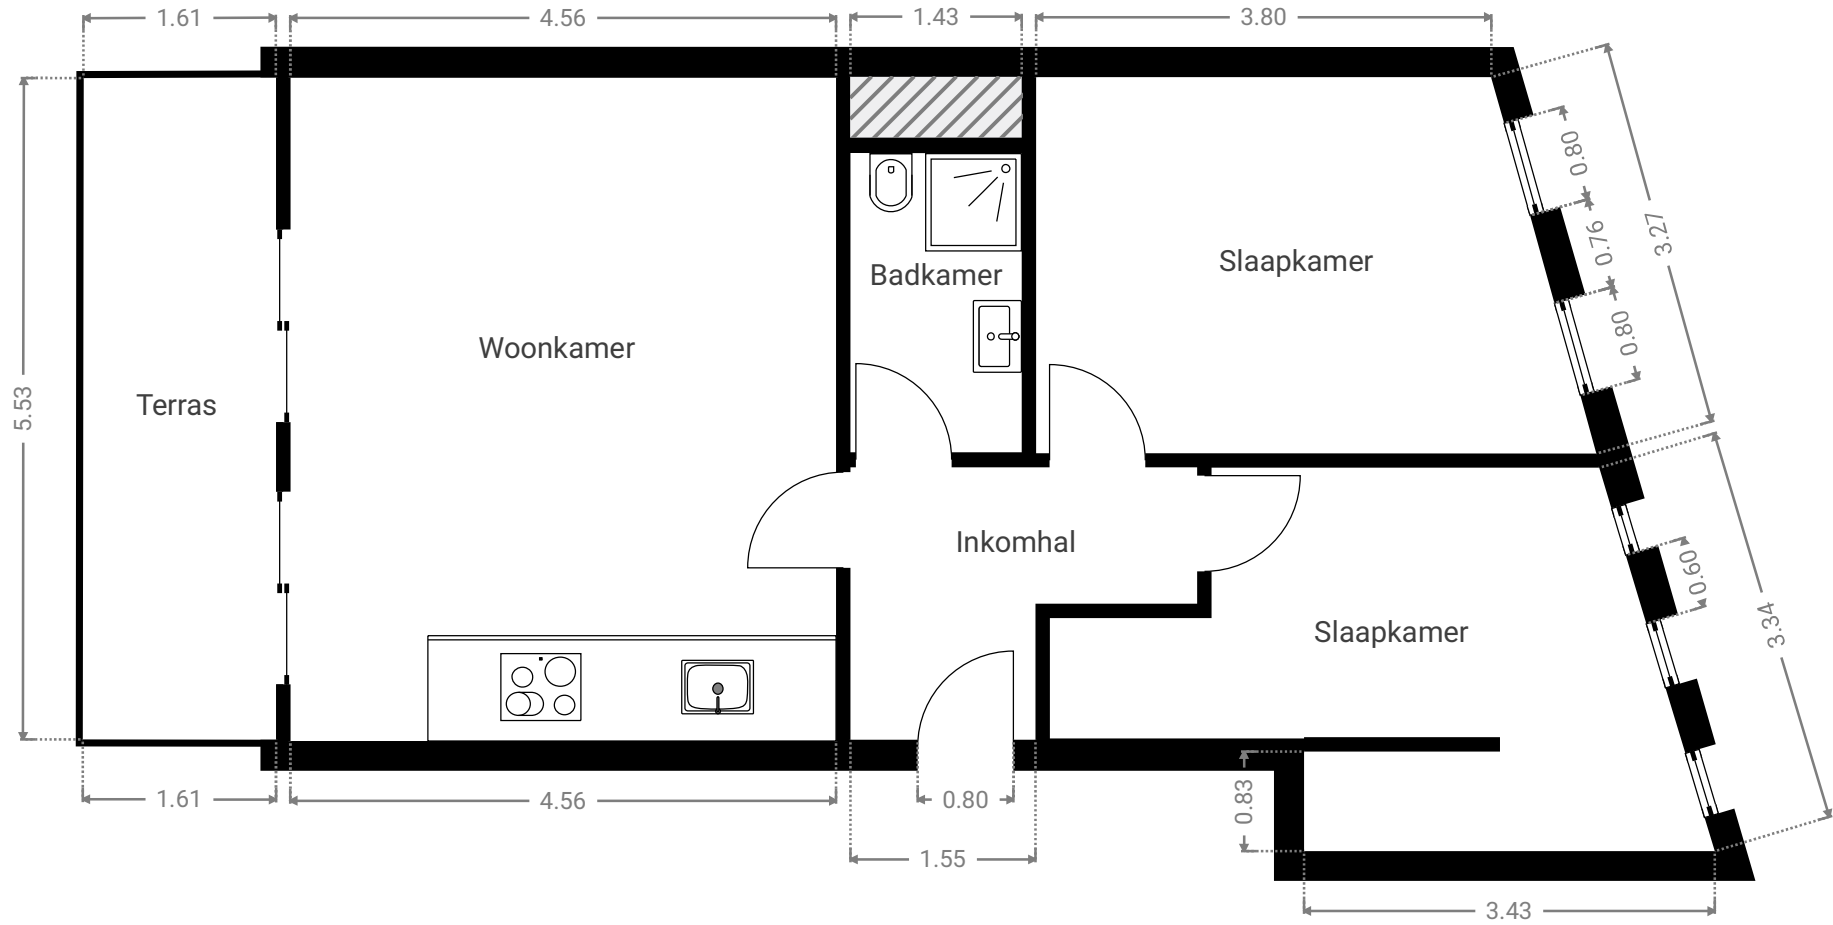 1.61
4.56
1.43
3.80
0.80
0.76
3.27
Badkamer
Slaapkamer
0.80
Woonkamer
5.53
Terras
Inkomhal
0.60
Slaapkamer
3.34
1.61
4.56
0.80
0.83
1.55
3.43